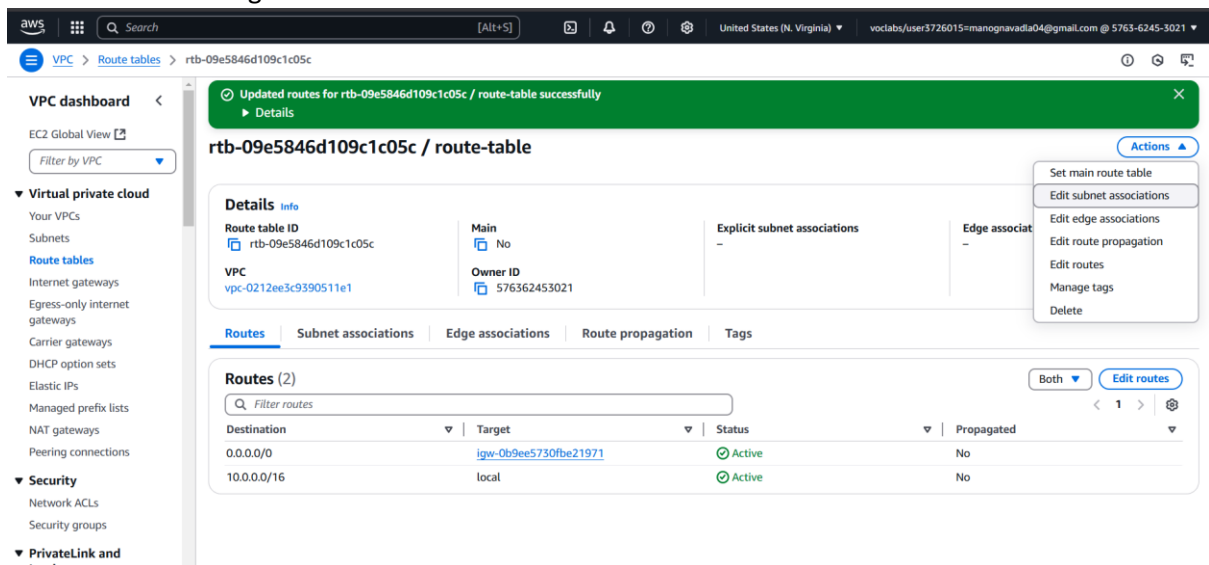 aws
Search
[Alt+S]
United States (N. Virginia)
voclabs/user3726015=manognavadla04@gmail.com @ 5763-6245-3021
VPC > Route tables > rtb-09e5846d109c1c05c
VPC dashboard
EC2 Global View
Filter by VPC
Virtual private cloud
Your VPCs
Subnets
Route tables
Internet gateways
Egress-only internet
gateways
Carrier gateways
DHCP option sets
Elastic IPs
Managed prefix lists
NAT gateways
Peering connections
Security
Network ACLs
Security groups
PrivateLink and
Updated routes for rtb-09e5846d109c1c05c / route-table successfully
Details
rtb-09e5846d109c1c05c / route-table
Actions
Set main route table
Edit subnet associations
Edit edge associations
Edit route propagation
Edit routes
Manage tags
Delete
Details Info
Route table ID
rtb-09e5846d109c1c05c
Main
No
Explicit subnet associations
–
Edge associat
–
VPC
vpc-0212ee3c9390511e1
Owner ID
576362453021
Routes
Subnet associations
Edge associations
Route propagation
Tags
Routes (2)
Both
Edit routes
Filter routes
1
Destination Target Status Propagated
0.0.0.0/0 igw-0b9ee5730fbe21971 Active No
10.0.0.0/16 local Active No